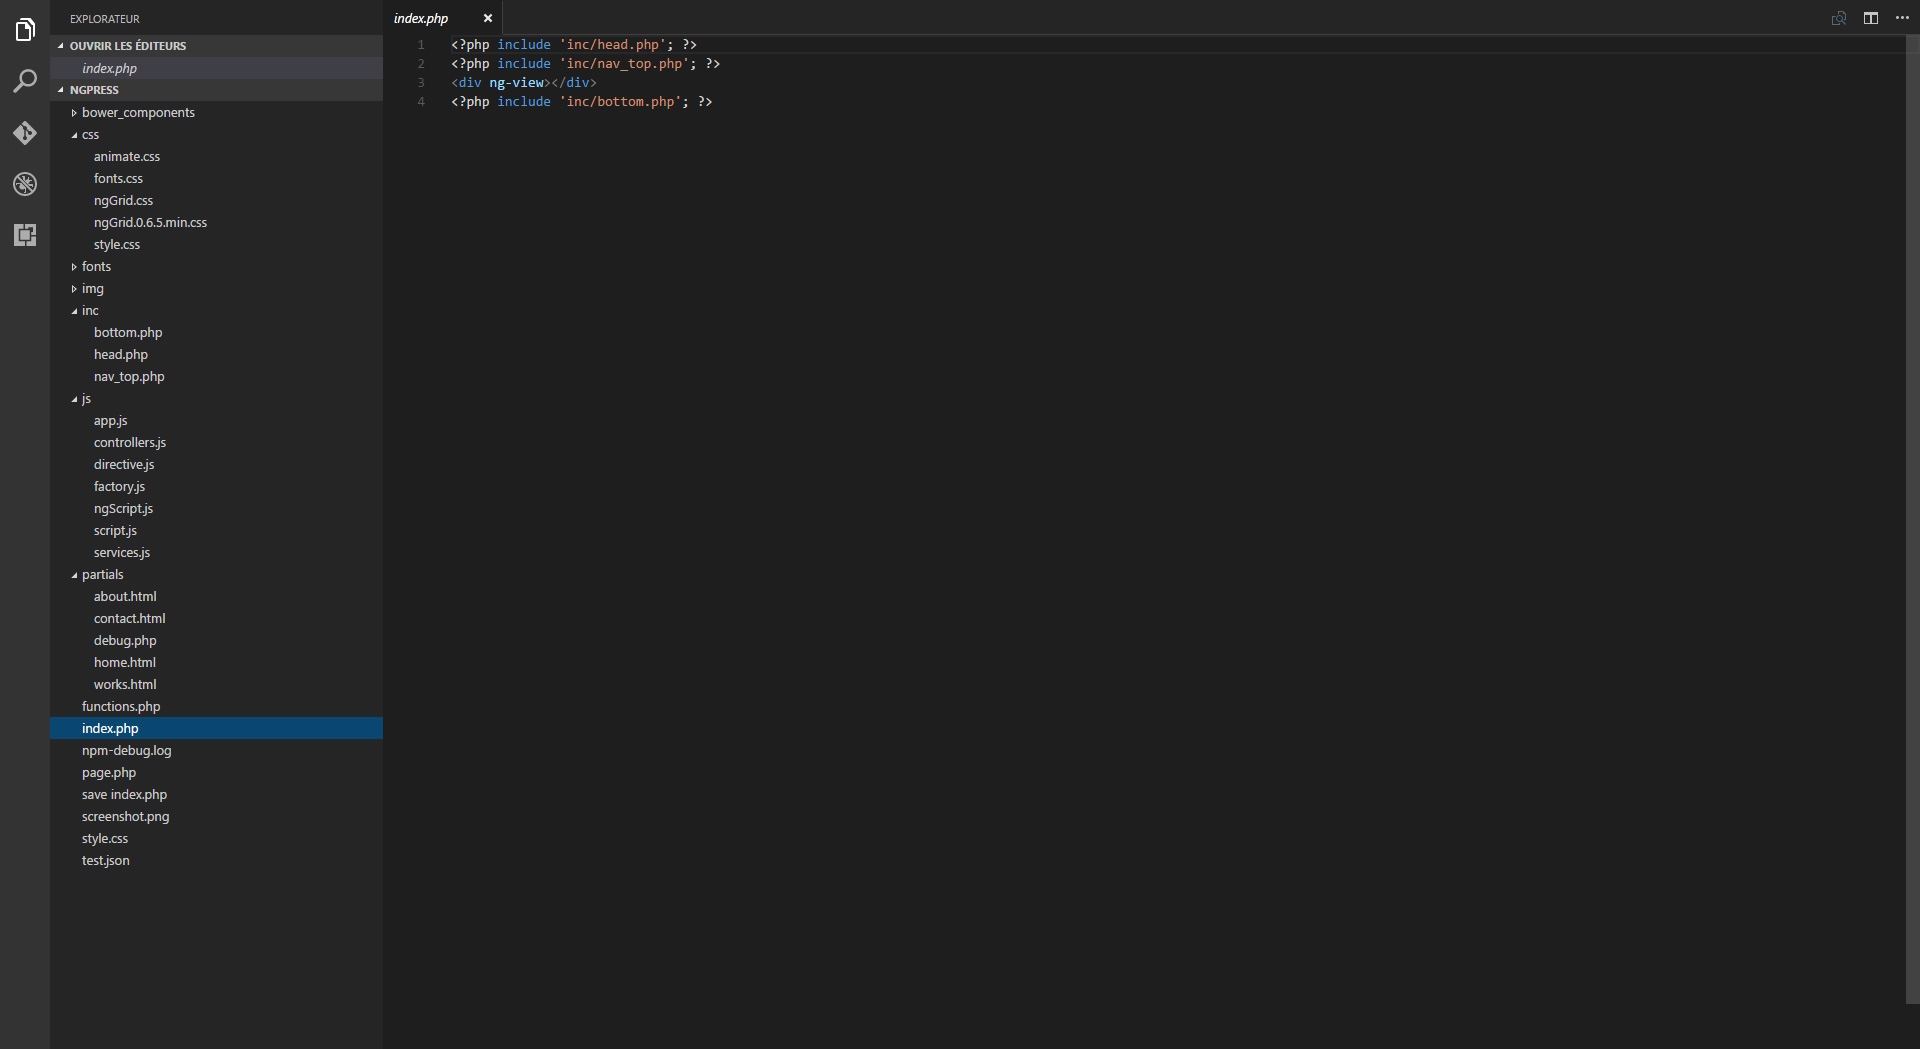 EXPLORATEUR
OUVRIR LES ÉDITEURS
index.php
NGPRESS
bower_components
css
animate.css
fonts.css
ngGrid.css
ngGrid.0.6.5.min.css
style.css
fonts
img
inc
bottom.php
head.php
nav_top.php
js
app.js
controllers.js
directive.js
factory.js
ngScript.js
script.js
services.js
partials
about.html
contact.html
debug.php
home.html
works.html
functions.php
index.php
npm-debug.log
page.php
save index.php
screenshot.png
style.css
test.json
index.php
1 <?php include 'inc/head.php'; ?>
2 <?php include 'inc/nav_top.php'; ?>
3 <div ng-view></div>
4 <?php include 'inc/bottom.php'; ?>